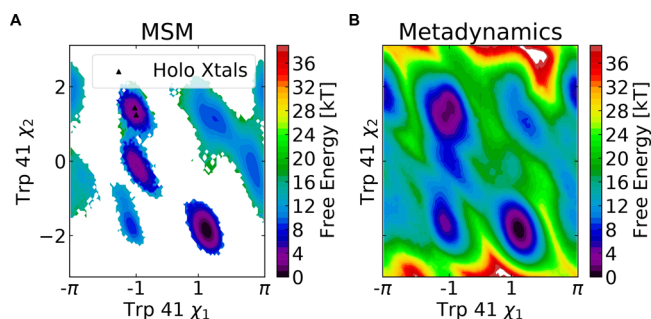 A
MSM
Holo Xtals
Trp 41 χ₂
2
0
−2
-π
-1
1
π
Trp 41 χ₁
36
32
28
24
20
16
12
8
4
0
Free Energy [kT]
B
Metadynamics
Trp 41 χ₂
-π
-1
1
π
Trp 41 χ₁
36
32
28
24
20
16
12
8
4
0
Free Energy [kT]